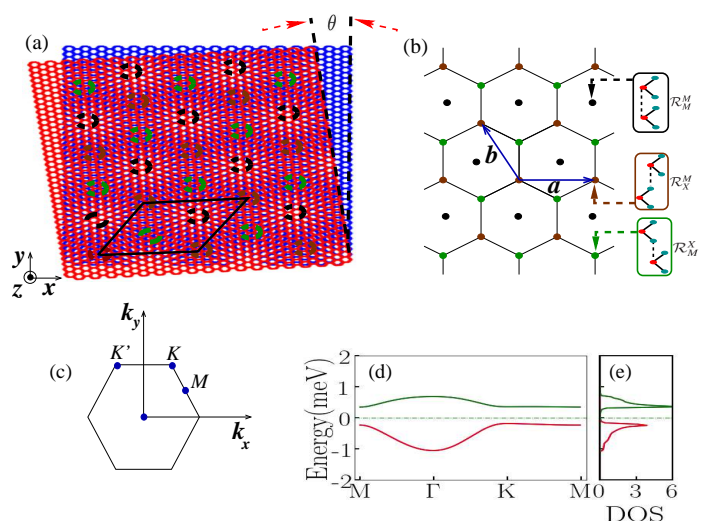 (a)
θ
y
z
x
(b)
b
a
ℛ_M^M
ℛ_X^M
ℛ_M^X
(c)
k_y
K'
K
M
k_x
(d)
Energy(meV)
2
1
0
-1
-2
M
Γ
K
M
(e)
0
3
6
DOS